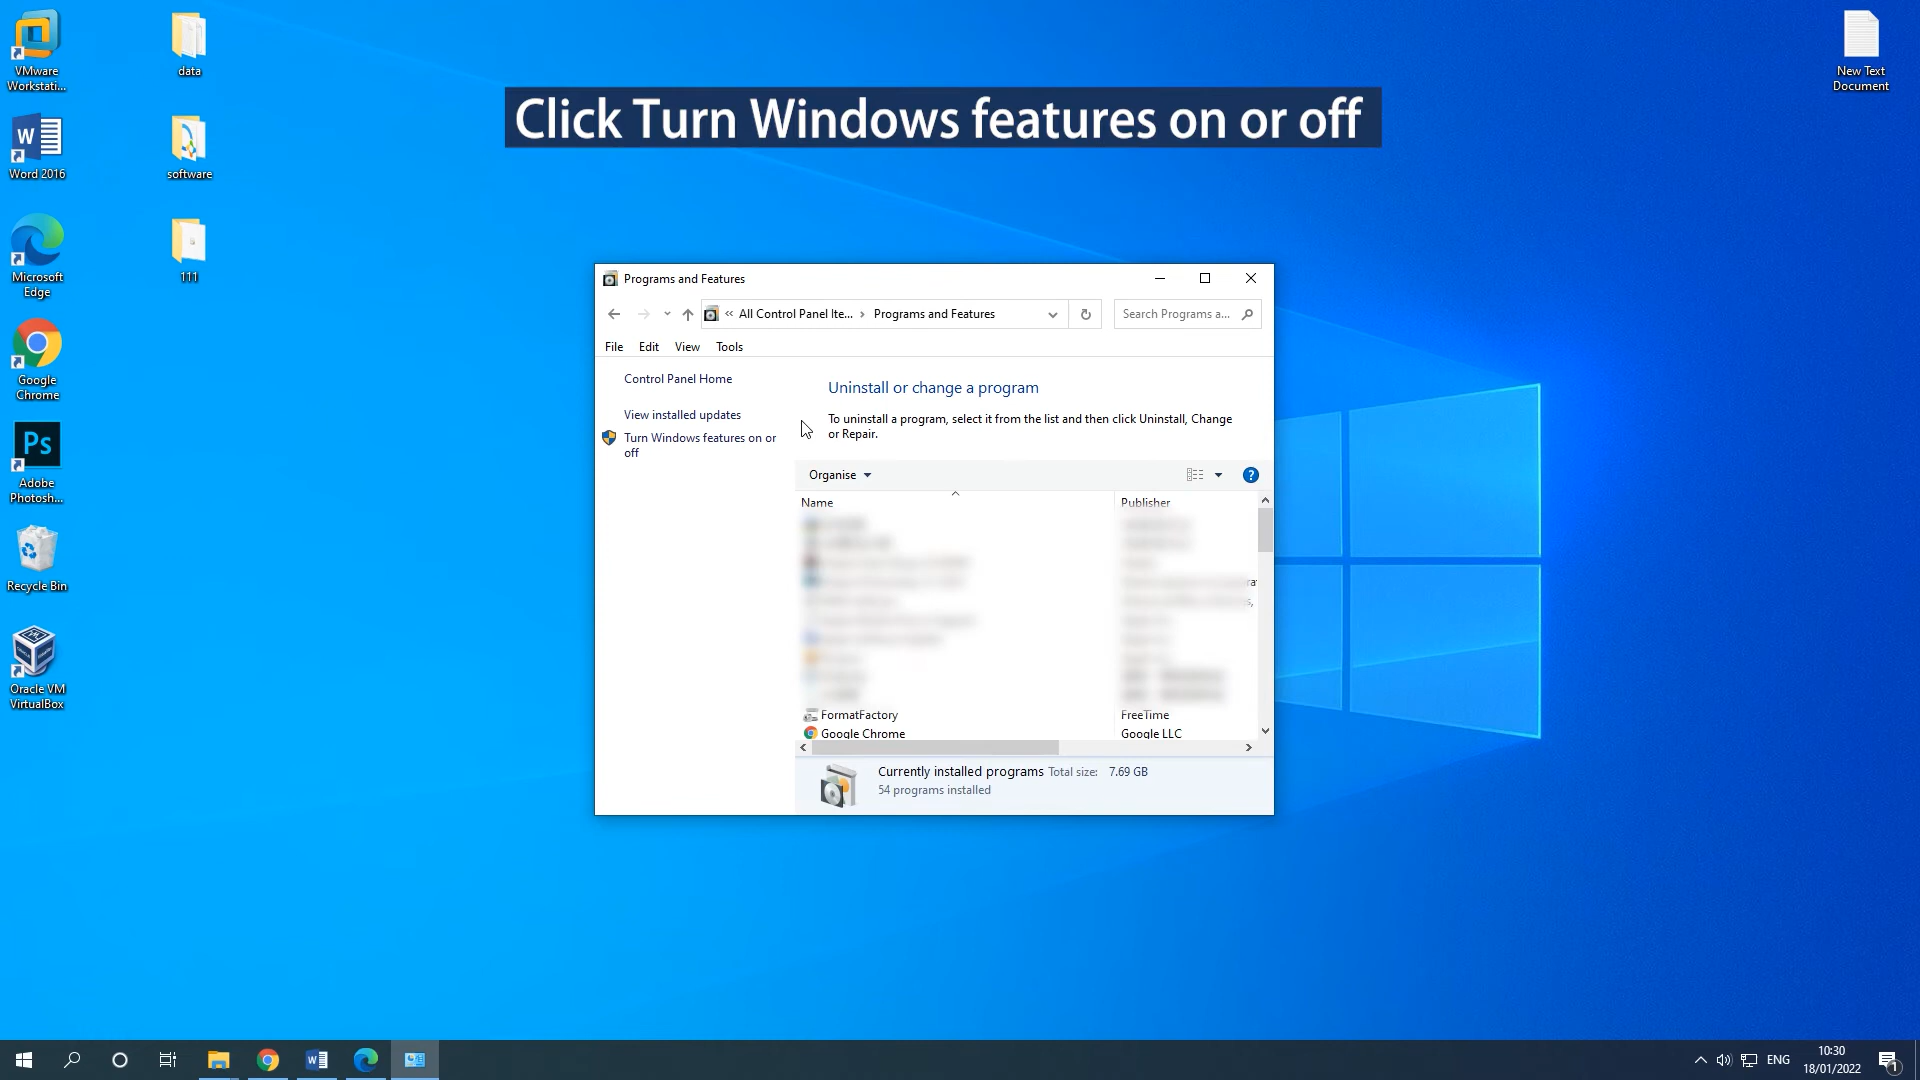 VMware
Workstati...
data
New Text
Document
Click Turn Windows features on or off
Word 2016
software
Microsoft
Edge
111
Google
Chrome
Ps
Adobe
Photosh...
Recycle Bin
Oracle VM
VirtualBox
Programs and Features
« All Control Panel Ite... › Programs and Features
Search Programs a...
File Edit View Tools
Control Panel Home
View installed updates
Turn Windows features on or
off
Uninstall or change a program
To uninstall a program, select it from the list and then click Uninstall, Change
or Repair.
Organise
Name Publisher
FormatFactory FreeTime
Google Chrome Google LLC
Currently installed programs Total size: 7.69 GB
54 programs installed
ENG
10:30
18/01/2022
1